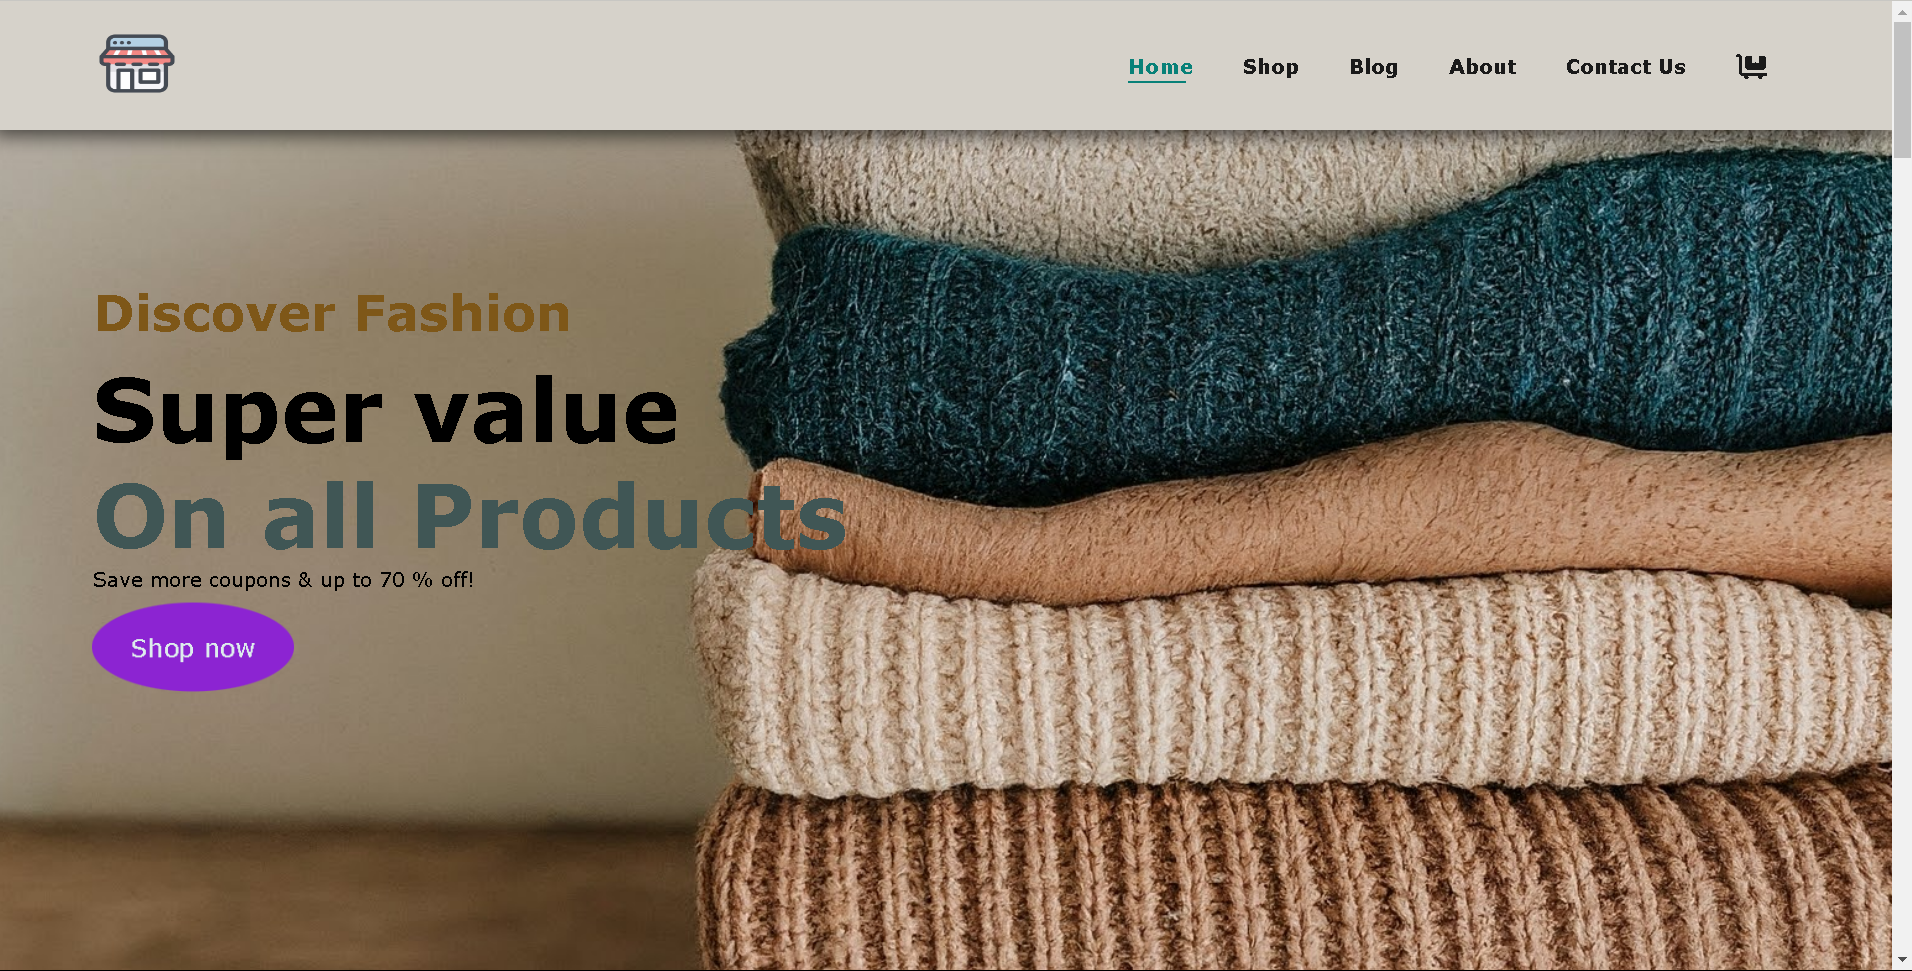 Home Shop Blog About Contact Us
Discover Fashion
Super value
On all Products
Save more coupons & up to 70 % off!
Shop now